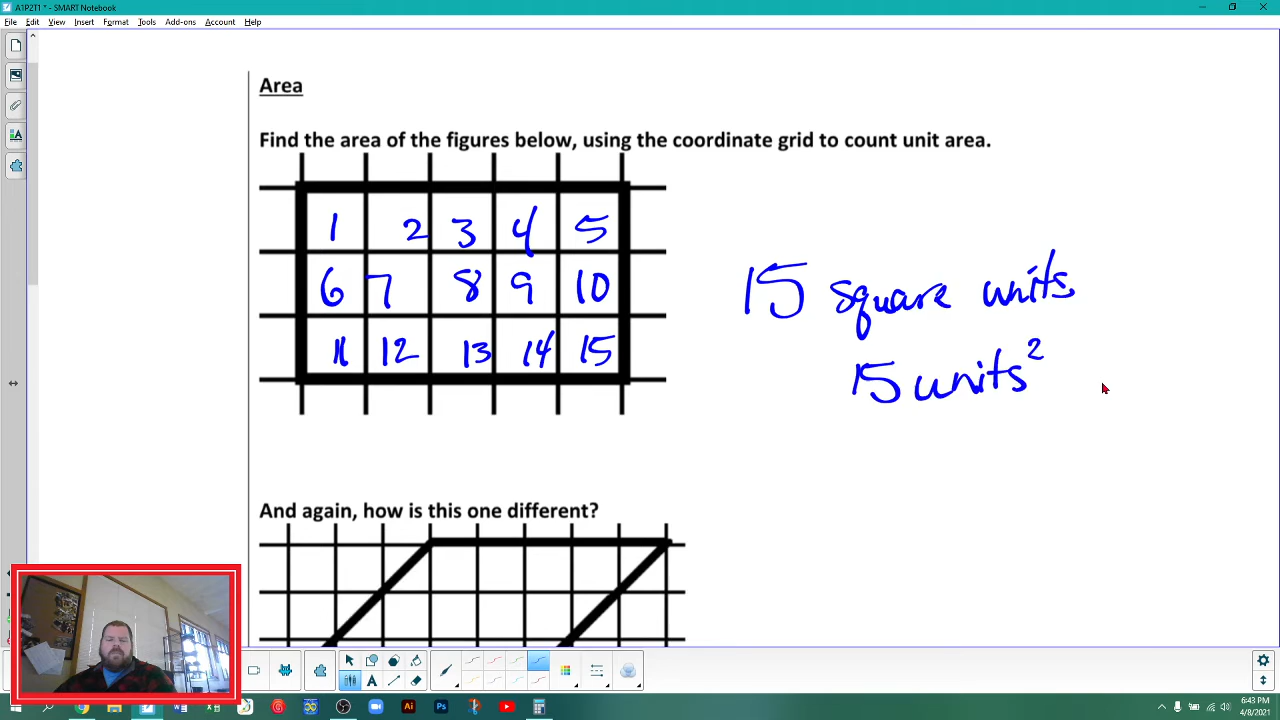 A1P2T1 * - SMART Notebook
File Edit View Insert Format Tools Add-ons Account Help
Area
Find the area of the figures below, using the coordinate grid to count unit area.
1 2 3 4 5
6 7 8 9 10
11 12 13 14 15
15 square units
15 units²
And again, how is this one different?
6:43 PM
4/8/2021